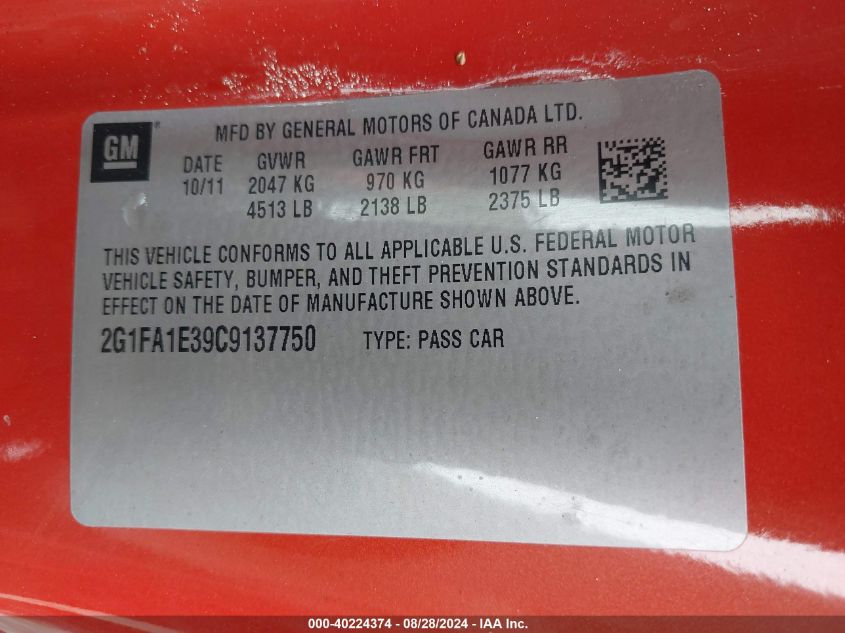 GM
MFD BY GENERAL MOTORS OF CANADA LTD.
DATE GVWR GAWR FRT GAWR RR
10/11 2047 KG 970 KG 1077 KG
4513 LB 2138 LB 2375 LB
THIS VEHICLE CONFORMS TO ALL APPLICABLE U.S. FEDERAL MOTOR
VEHICLE SAFETY, BUMPER, AND THEFT PREVENTION STANDARDS IN
EFFECT ON THE DATE OF MANUFACTURE SHOWN ABOVE.
2G1FA1E39C9137750 TYPE: PASS CAR
000-40224374 - 08/28/2024 - IAA Inc.